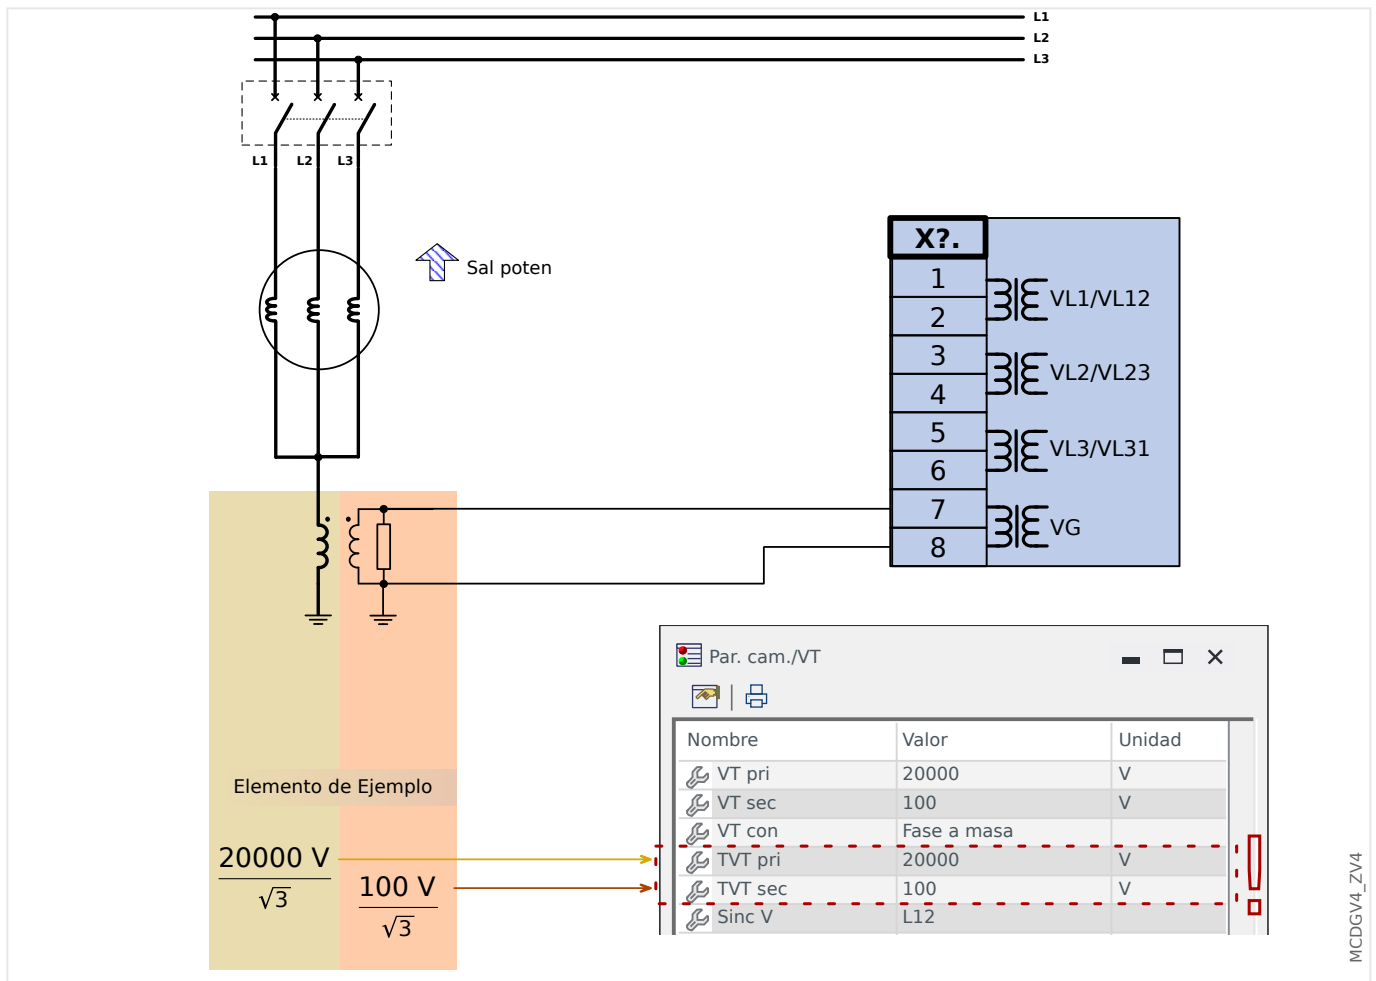 L1
L2
L3
L1 L2 L3
Sal poten
X?.
1
2
VL1/VL12
3
4
VL2/VL23
5
6
VL3/VL31
7
8
VG
Elemento de Ejemplo
20000 V
√3
100 V
√3
Par. cam./VT
Nombre Valor Unidad
VT pri 20000 V
VT sec 100 V
VT con Fase a masa
TVT pri 20000 V
TVT sec 100 V
Sinc V L12
MCDGV4_ZV4